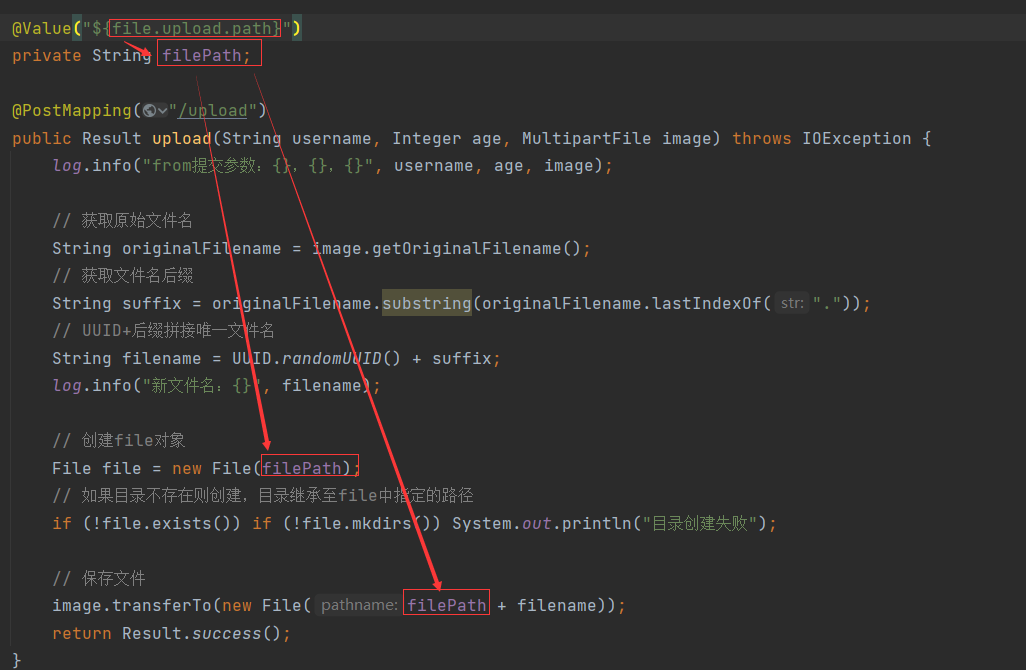 @Value("${file.upload.path}")
private String filePath;
@PostMapping("/upload")
public Result upload(String username, Integer age, MultipartFile image) throws IOException {
log.info("from提交参数：{}，{}，{}", username, age, image);
// 获取原始文件名
String originalFilename = image.getOriginalFilename();
// 获取文件名后缀
String suffix = originalFilename.substring(originalFilename.lastIndexOf( str: "."));
// UUID+后缀拼接唯一文件名
String filename = UUID.randomUUID() + suffix;
log.info("新文件名：{}", filename);
// 创建file对象
File file = new File(filePath);
// 如果目录不存在则创建，目录继承至file中指定的路径
if (!file.exists()) if (!file.mkdirs()) System.out.println("目录创建失败");
// 保存文件
image.transferTo(new File( pathname: filePath + filename));
return Result.success();
}